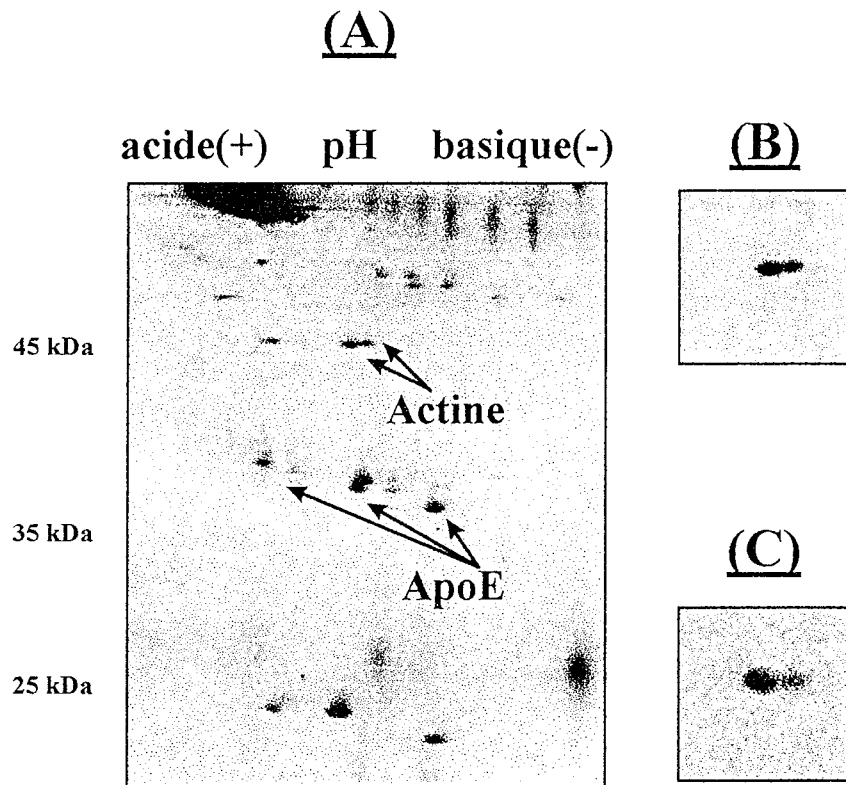 (A)
acide(+) pH basique(-)
(B)
45 kDa
Actine
35 kDa
ApoE
(C)
25 kDa